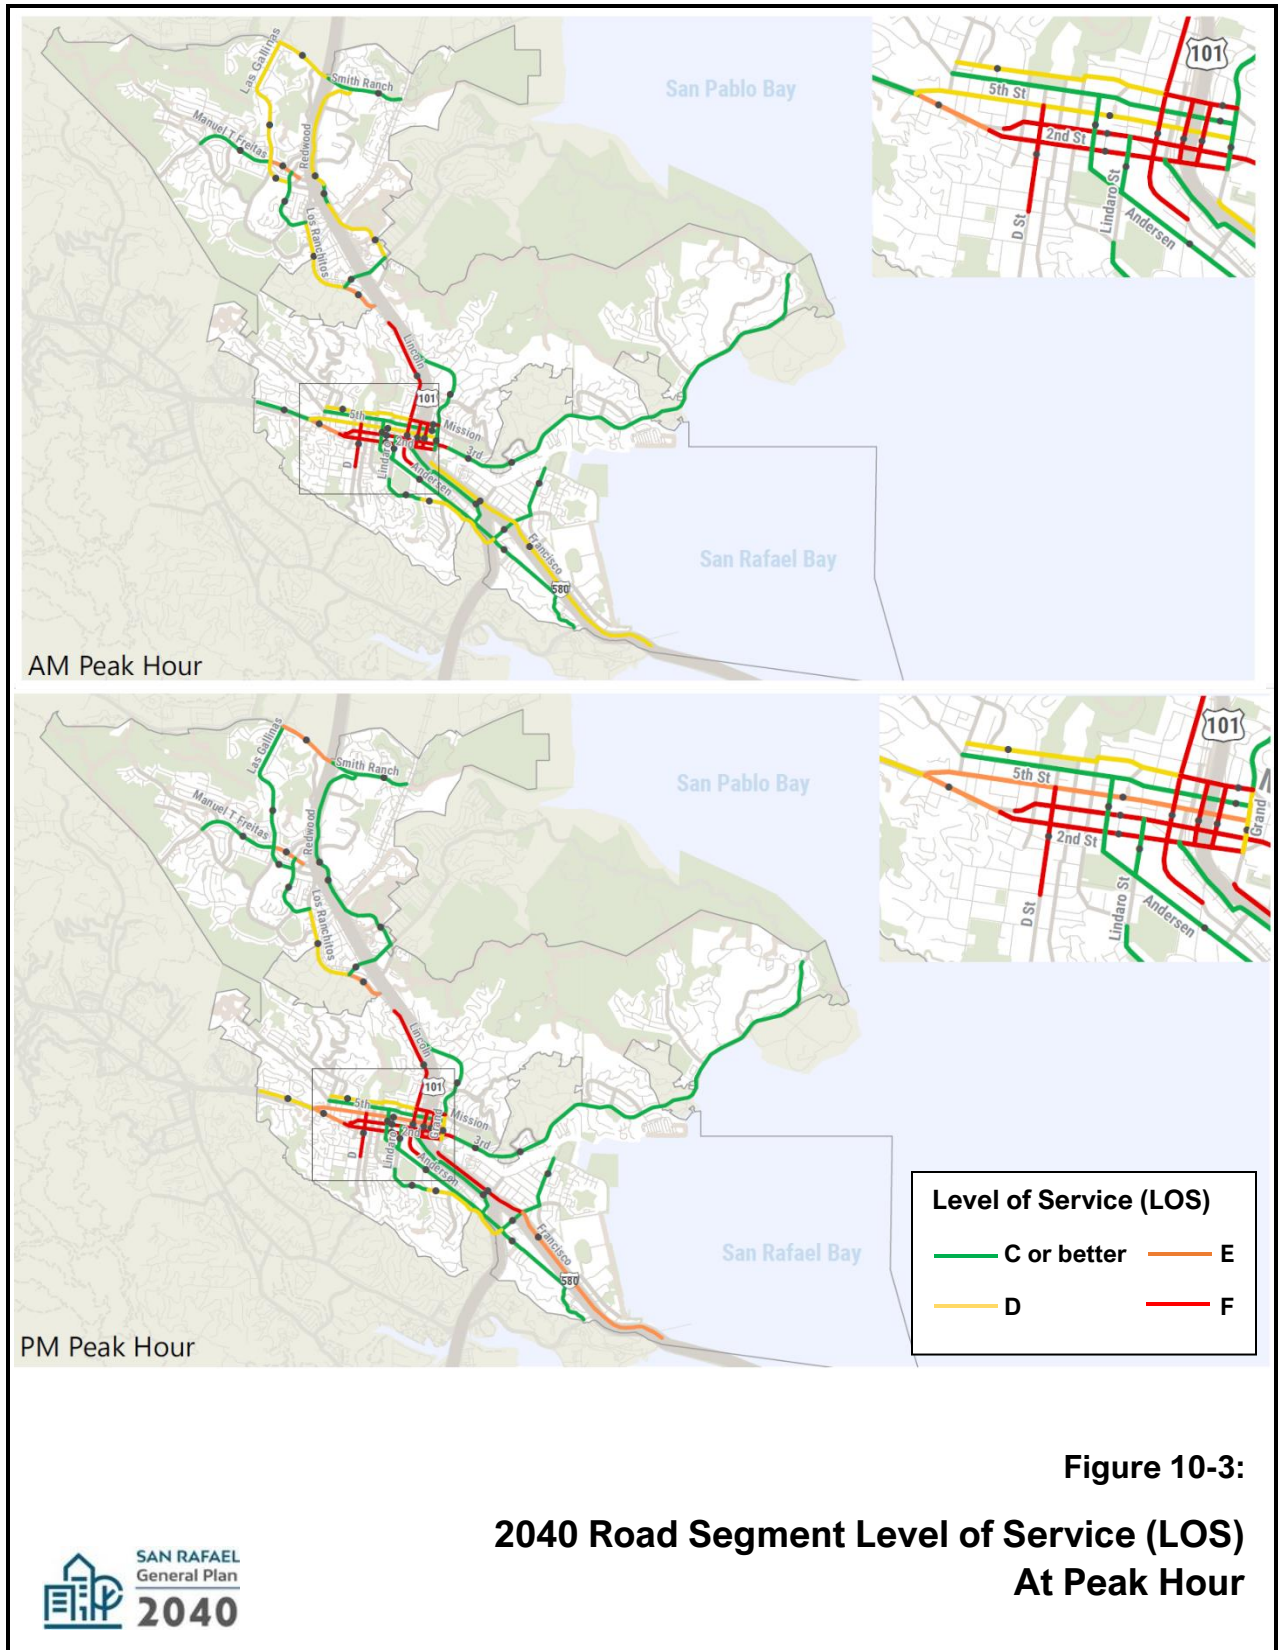 Las Gallinas
Smith Ranch
Manuel T Freitas
Redwood
Los Ranchitos
Lincoln
101
5th
Mission
2nd
3rd
D
Lindaro
Andersen
Francisco
580
San Pablo Bay
San Rafael Bay
AM Peak Hour
101
5th St
2nd St
D St
Lindaro St
Andersen
Las Gallinas
Smith Ranch
Manuel T Freitas
Redwood
Los Ranchitos
Lincoln
101
5th
Mission
Grand
2nd
3rd
D
Lindaro
Andersen
Francisco
580
San Pablo Bay
San Rafael Bay
PM Peak Hour
101
5th St
2nd St
Grand
D St
Lindaro St
Andersen
Level of Service (LOS)
C or better
E
D
F
Figure 10-3:
2040 Road Segment Level of Service (LOS)
At Peak Hour
SAN RAFAEL
General Plan
2040